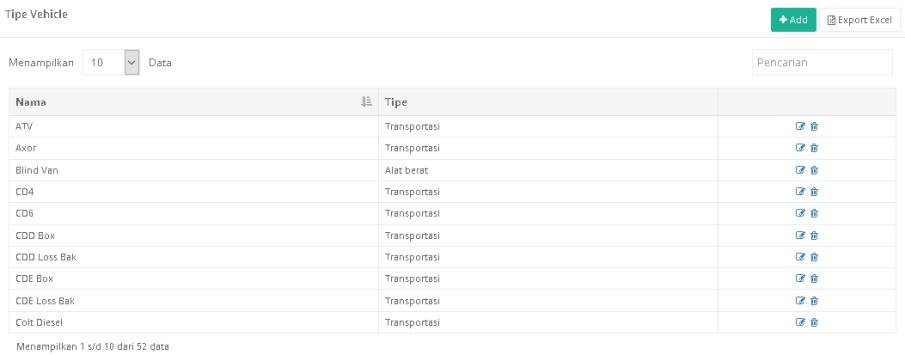 Tipe Vehicle
Add Export Excel
Menampilkan 10 Data
Pencarian
Nama Tipe
ATV Transportasi
Axor Transportasi
Blind Van Alat berat
CD4 Transportasi
CD6 Transportasi
CDD Box Transportasi
CDD Loss Bak Transportasi
CDE Box Transportasi
CDE Loss Bak Transportasi
Colt Diesel Transportasi
Menampilkan 1 s/d 10 dari 52 data